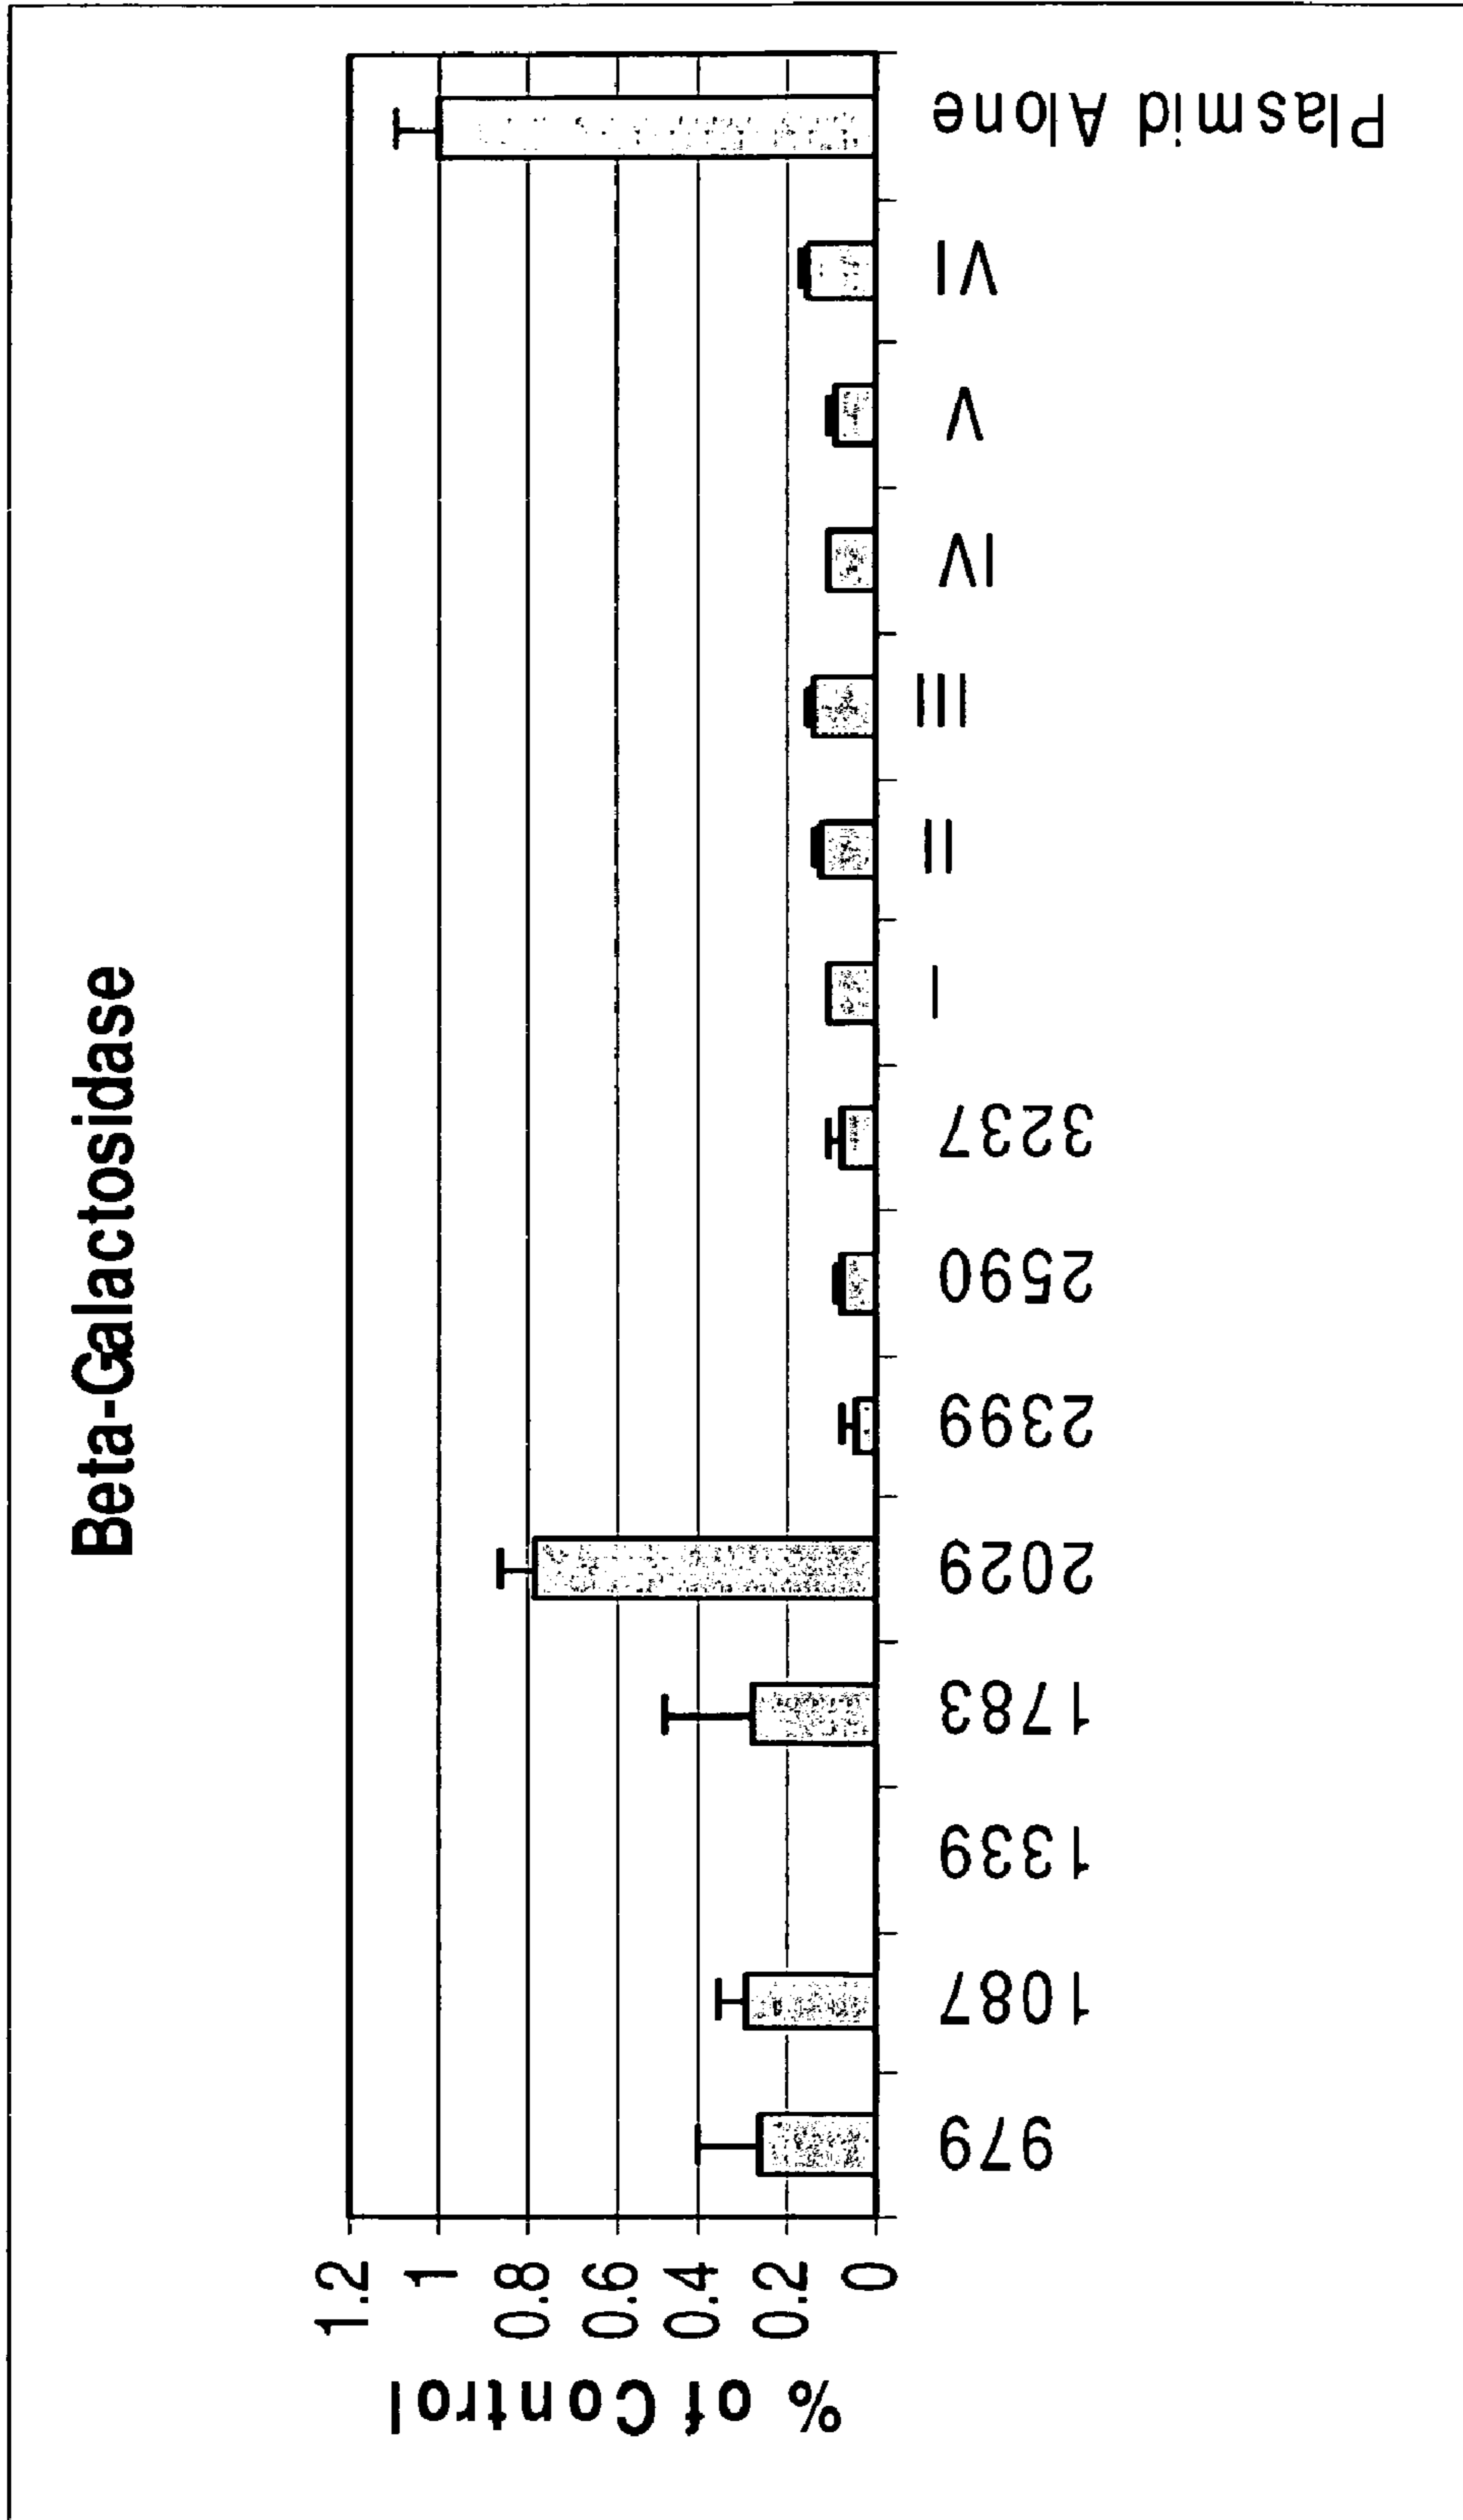 Beta-Galactosidase
% of Control
1.2
1
0.8
0.6
0.4
0.2
0
979
1087
1339
1783
2029
2399
2590
3237
I
II
III
IV
V
VI
Plasmid Alone